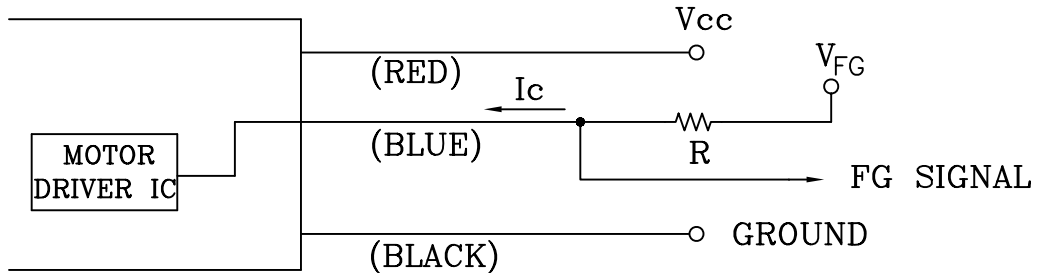 Vcc
(RED)
VFG
Ic
(BLUE)
R
MOTOR
DRIVER IC
FG SIGNAL
(BLACK)
GROUND